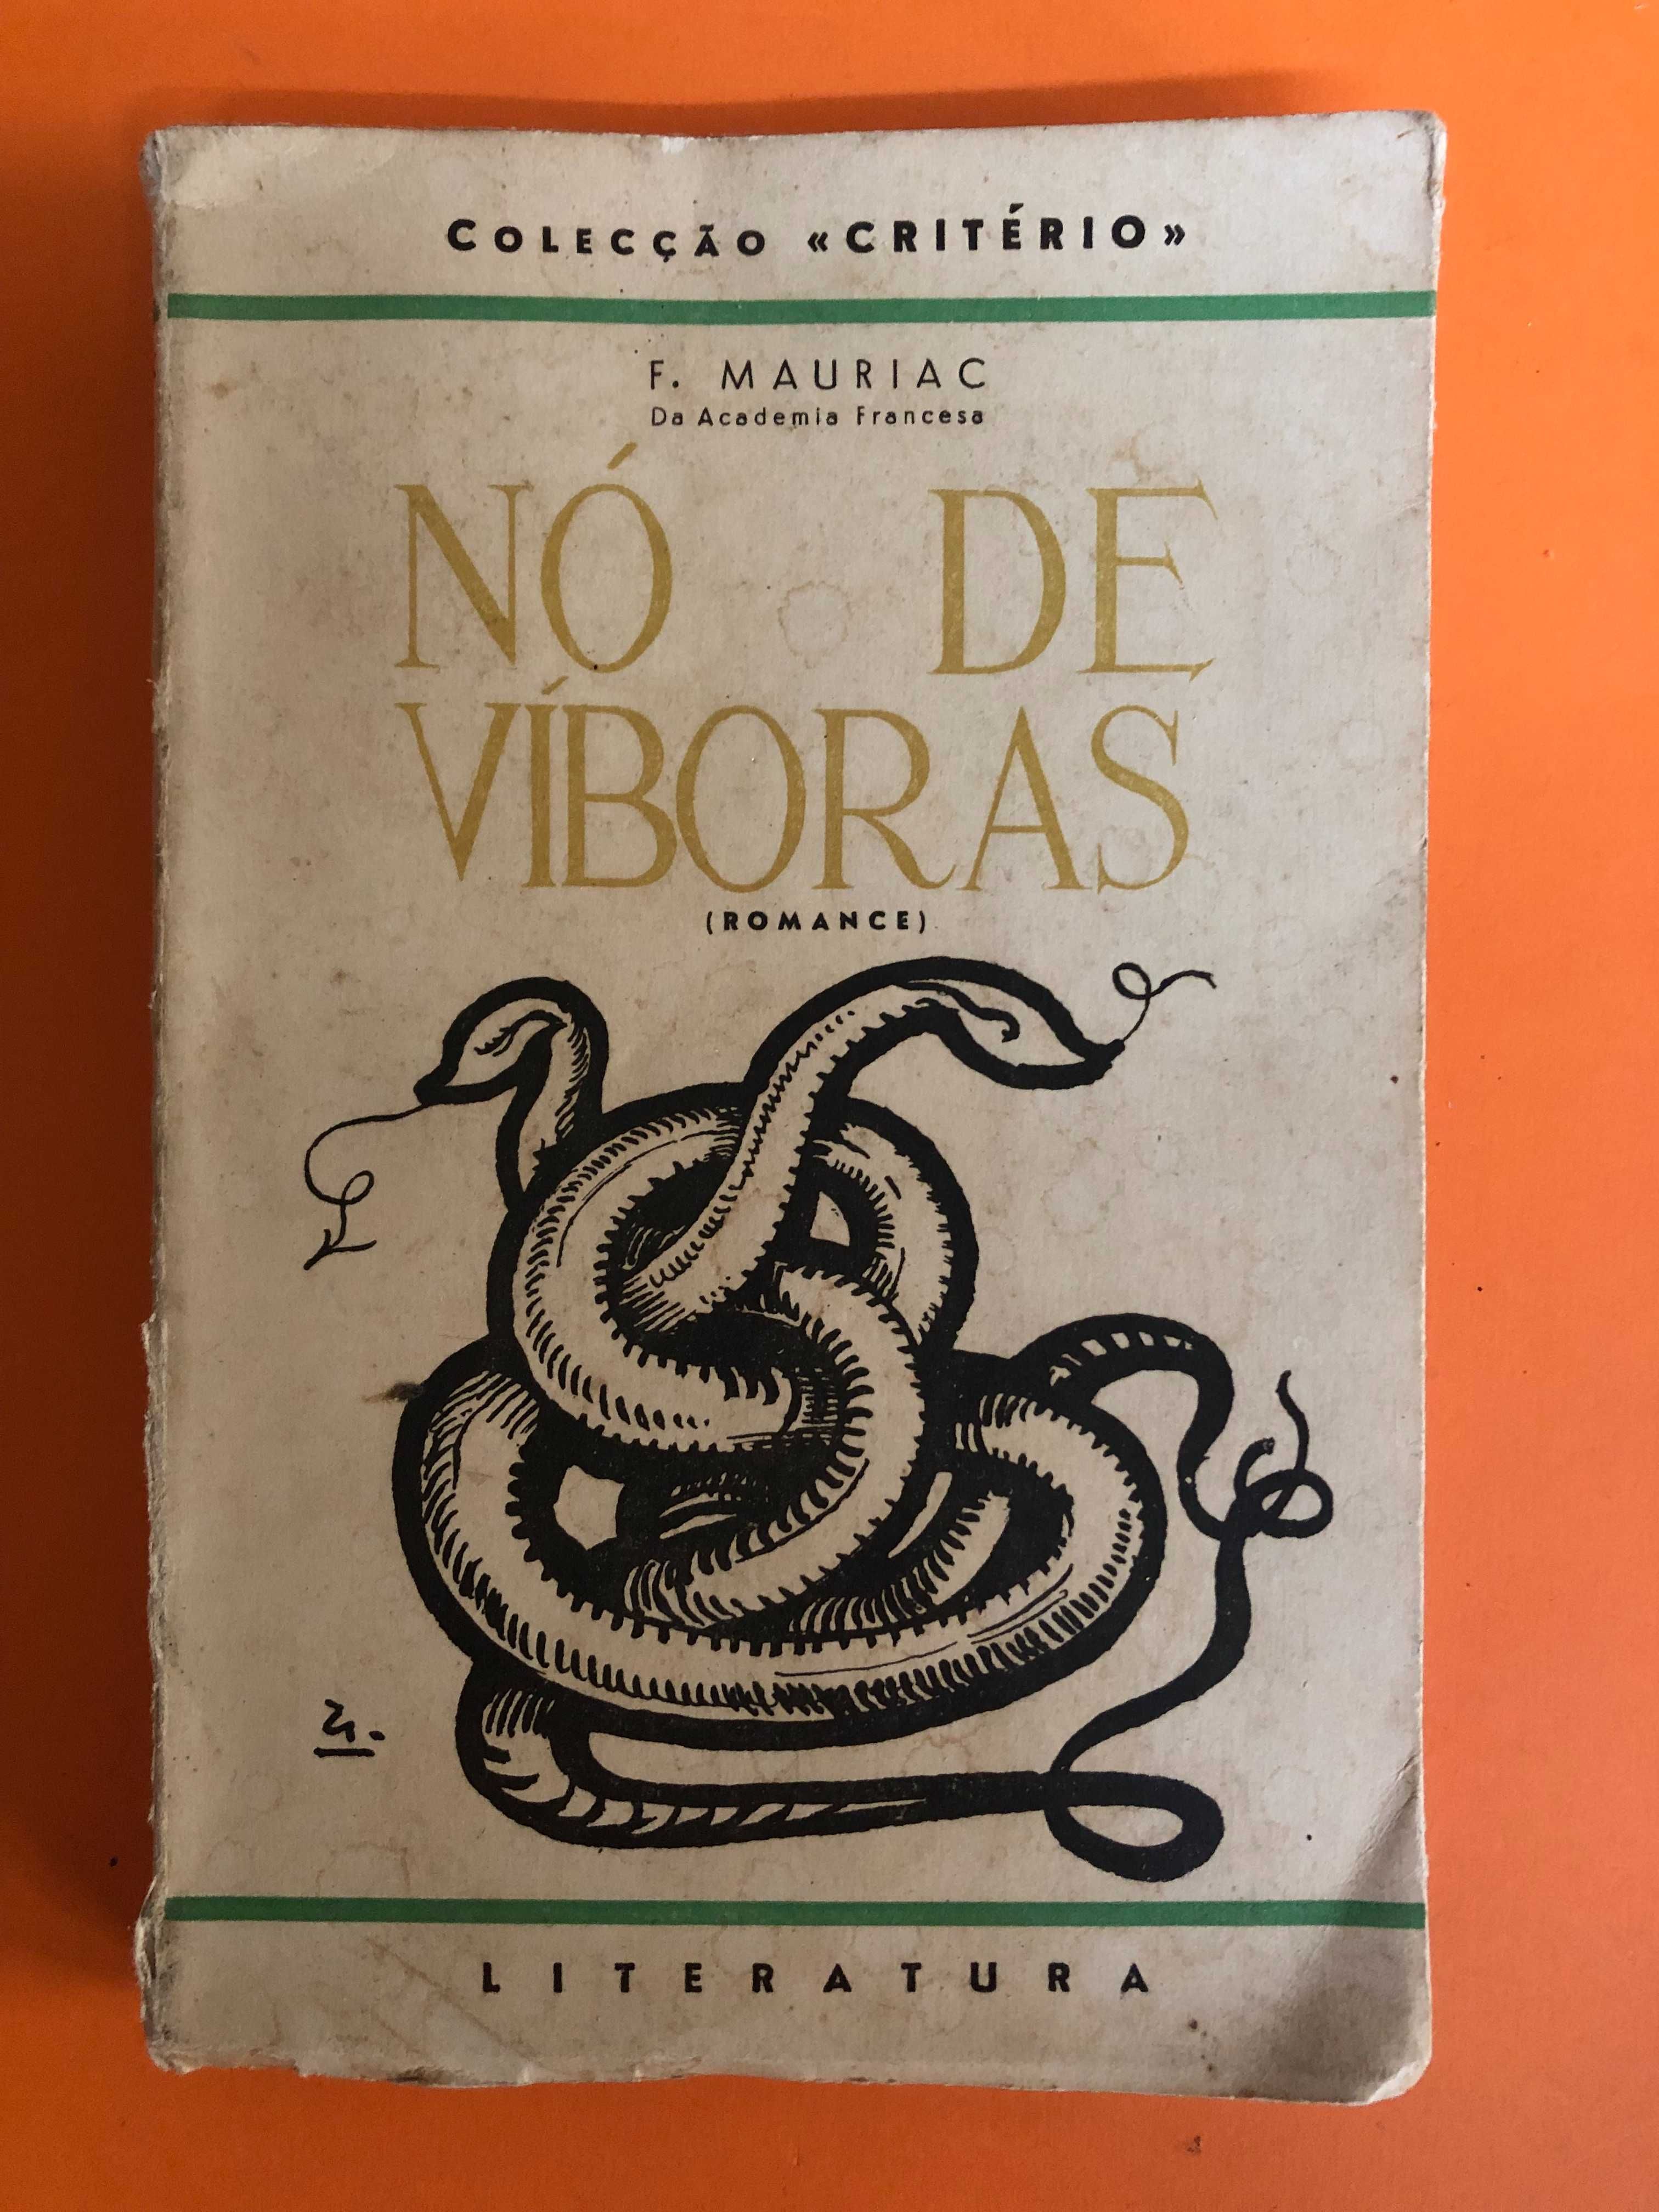 COLECÇÃO «CRITÉRIO»
F. MAURIAC
Da Academia Francesa
NÓ DE
VÍBORAS
(ROMANCE)
LITERATURA